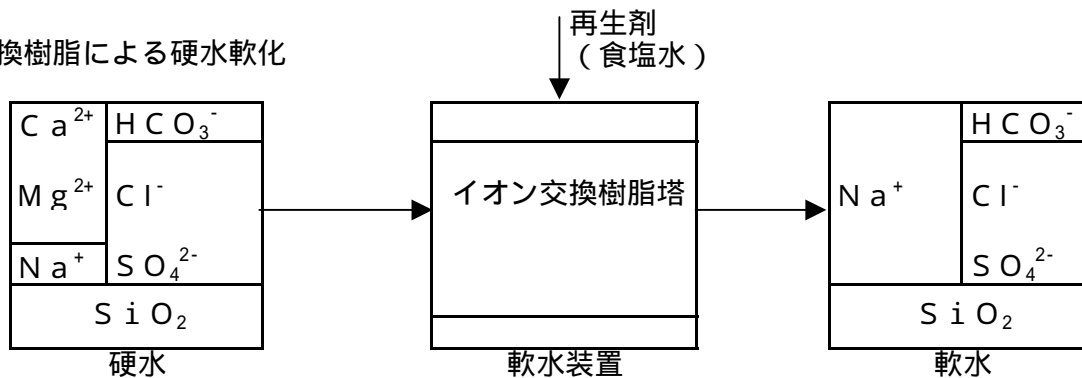 換樹脂による硬水軟化
再生剤
(食塩水)
Ca²⁺ HCO₃⁻
Mg²⁺ Cl⁻
Na⁺ SO₄²⁻
SiO₂
硬水
イオン交換樹脂塔
軟水装置
HCO₃⁻
Na⁺ Cl⁻
SO₄²⁻
SiO₂
軟水